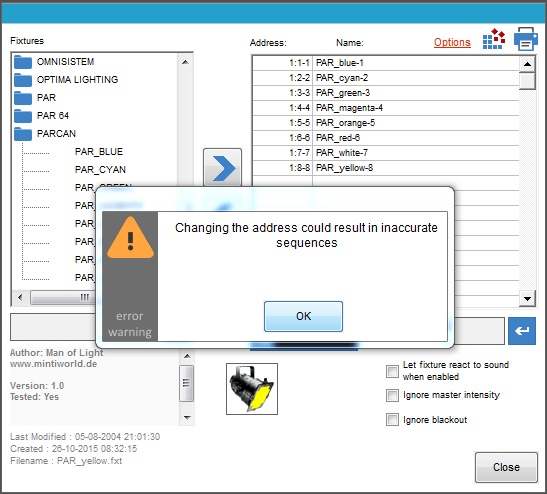 Fixtures
Address:
Name:
Options
OMNISISTEM
OPTIMA LIGHTING
PAR
PAR 64
PARCAN
PAR_BLUE
PAR_CYAN
PAR_GREEN
PAR_
PAR_
PAR_
PAR_
PAR_
1:1-1 PAR_blue-1
1:2-2 PAR_cyan-2
1:3-3 PAR_green-3
1:4-4 PAR_magenta-4
1:5-5 PAR_orange-5
1:6-6 PAR_red-6
1:7-7 PAR_white-7
1:8-8 PAR_yellow-8
Changing the address could result in inaccurate
sequences
error
warning
OK
Author: Man of Light
www.mintiworld.de
Version: 1.0
Tested: Yes
Last Modified : 05-08-2004 21:01:30
Created : 26-10-2015 08:32:15
Filename : PAR_yellow.fxt
Let fixture react to sound
when enabled
Ignore master intensity
Ignore blackout
Close